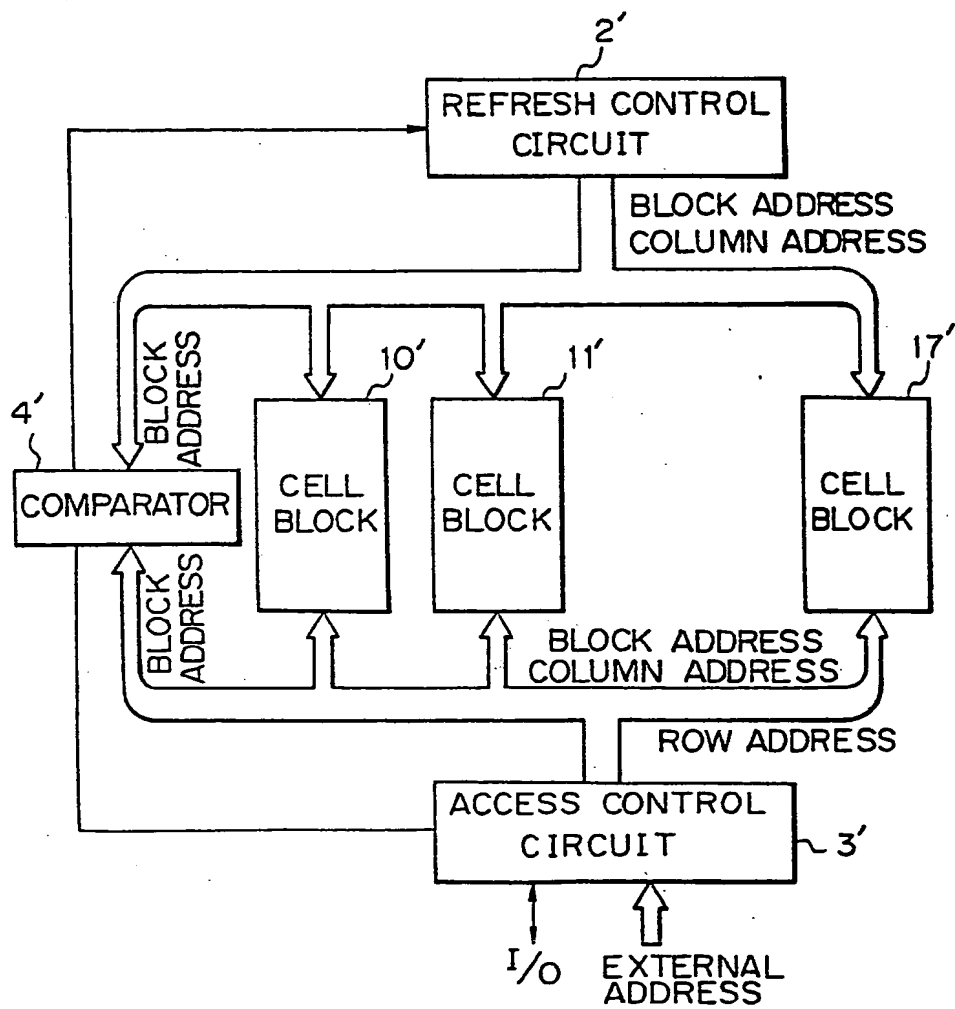 2'
REFRESH CONTROL
CIRCUIT
BLOCK ADDRESS
COLUMN ADDRESS
BLOCK
ADDRESS
10'
11'
17'
4'
COMPARATOR
CELL
BLOCK
CELL
BLOCK
CELL
BLOCK
BLOCK
ADDRESS
BLOCK ADDRESS
COLUMN ADDRESS
ROW ADDRESS
ACCESS CONTROL
CIRCUIT
3'
I/O
EXTERNAL
ADDRESS